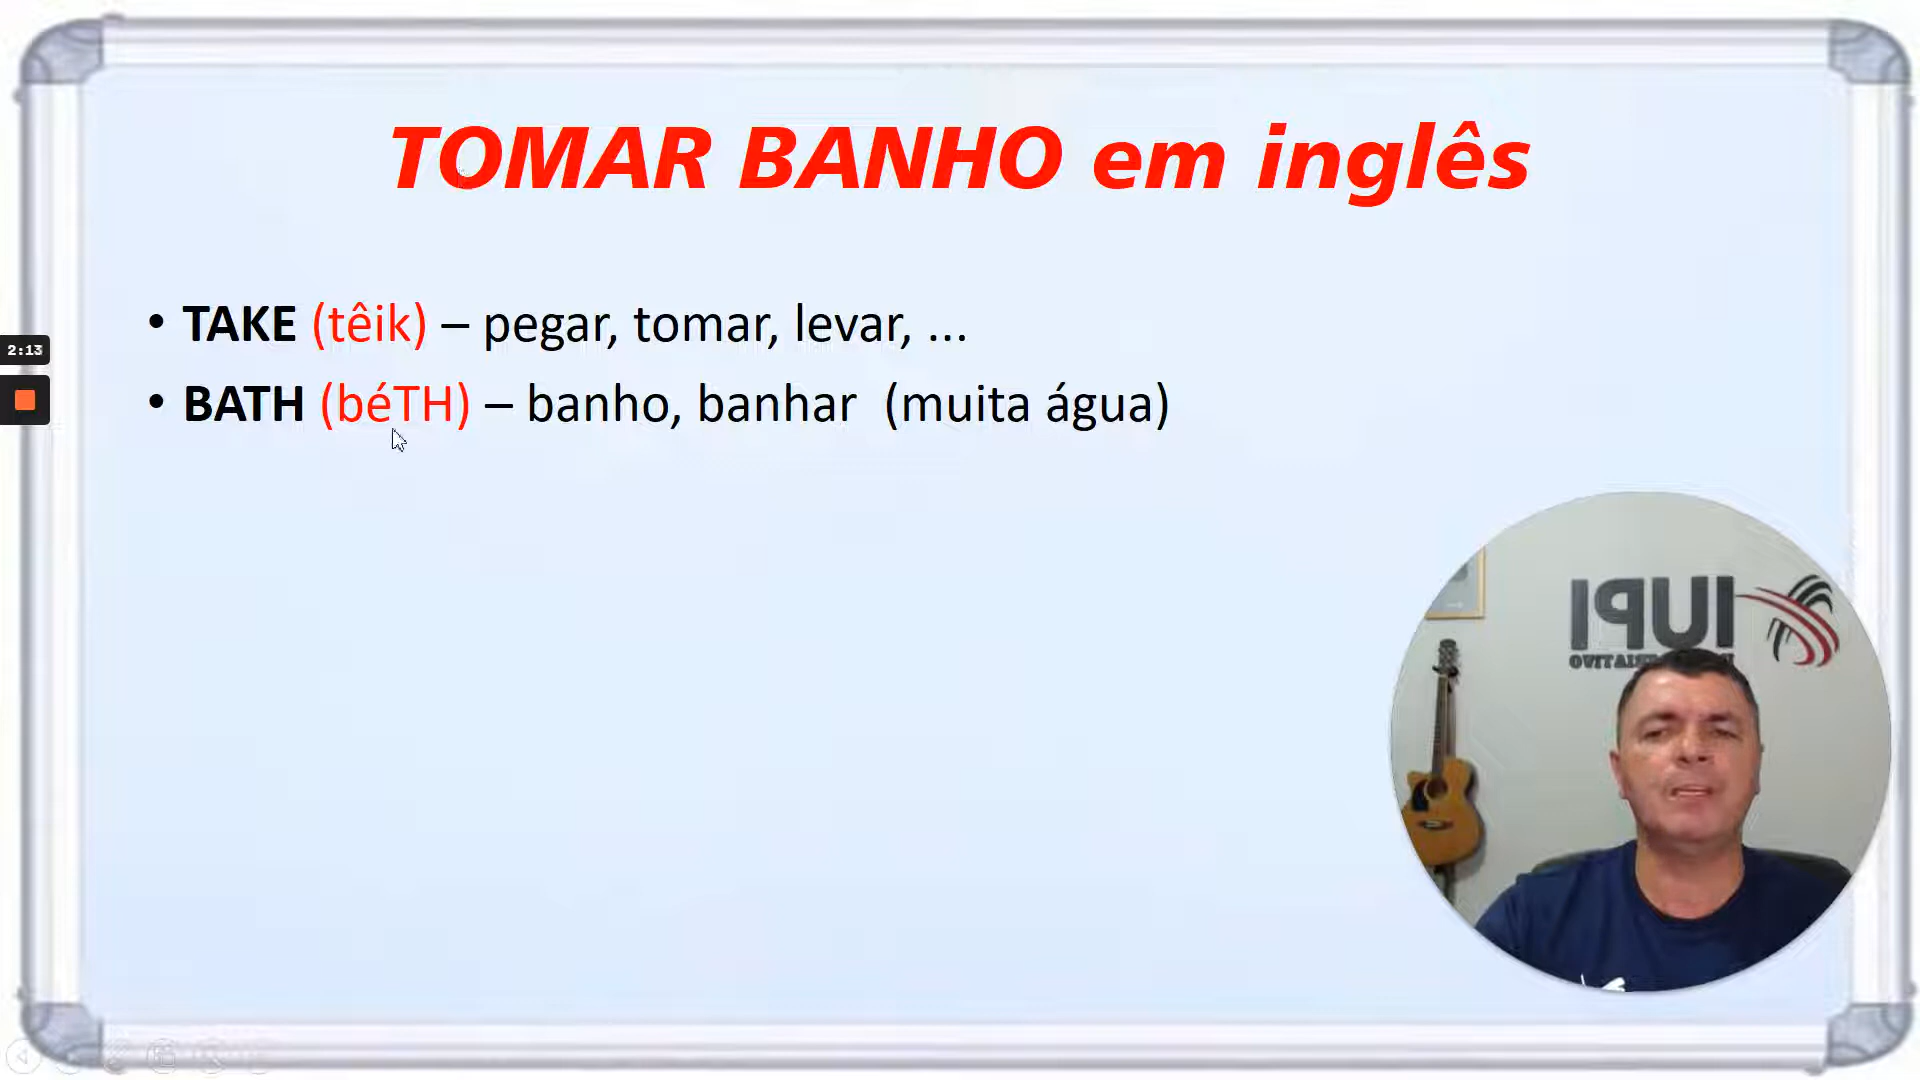 TOMAR BANHO em inglês
• TAKE (têik) – pegar, tomar, levar, ...
2:13
• BATH (béTH) – banho, banhar (muita água)
IUPI